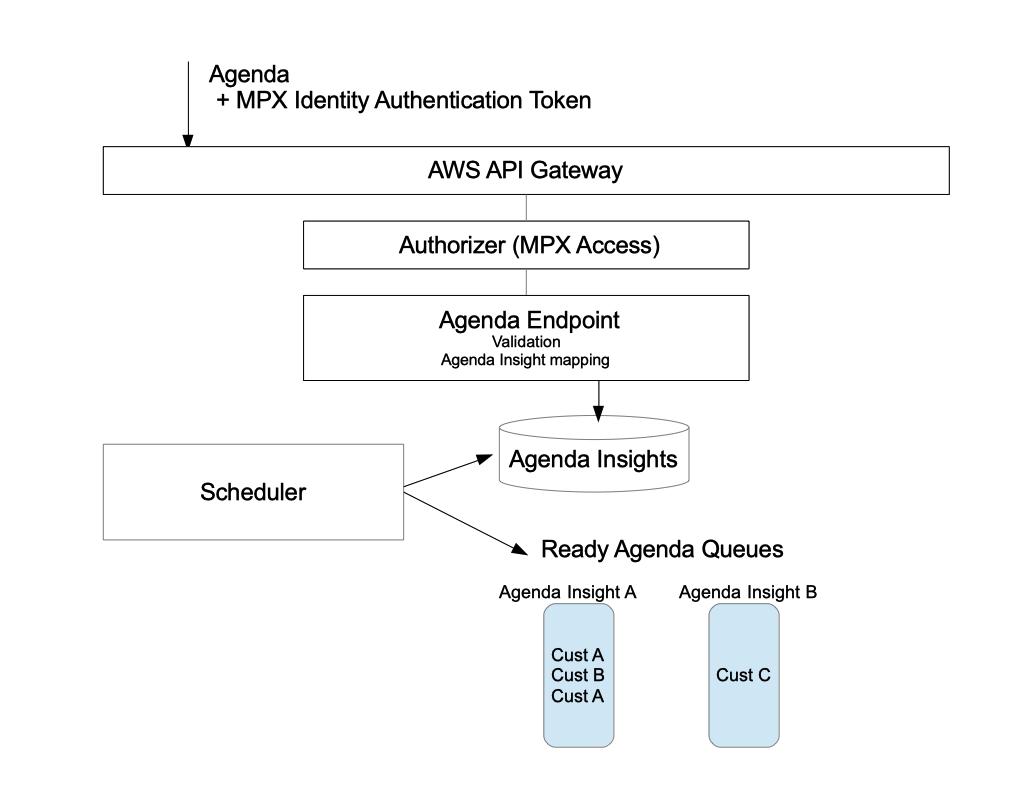 Agenda
+ MPX Identity Authentication Token
AWS API Gateway
Authorizer (MPX Access)
Agenda Endpoint
Validation
Agenda Insight mapping
Agenda Insights
Scheduler
Ready Agenda Queues
Agenda Insight A
Agenda Insight B
Cust A
Cust B
Cust A
Cust C